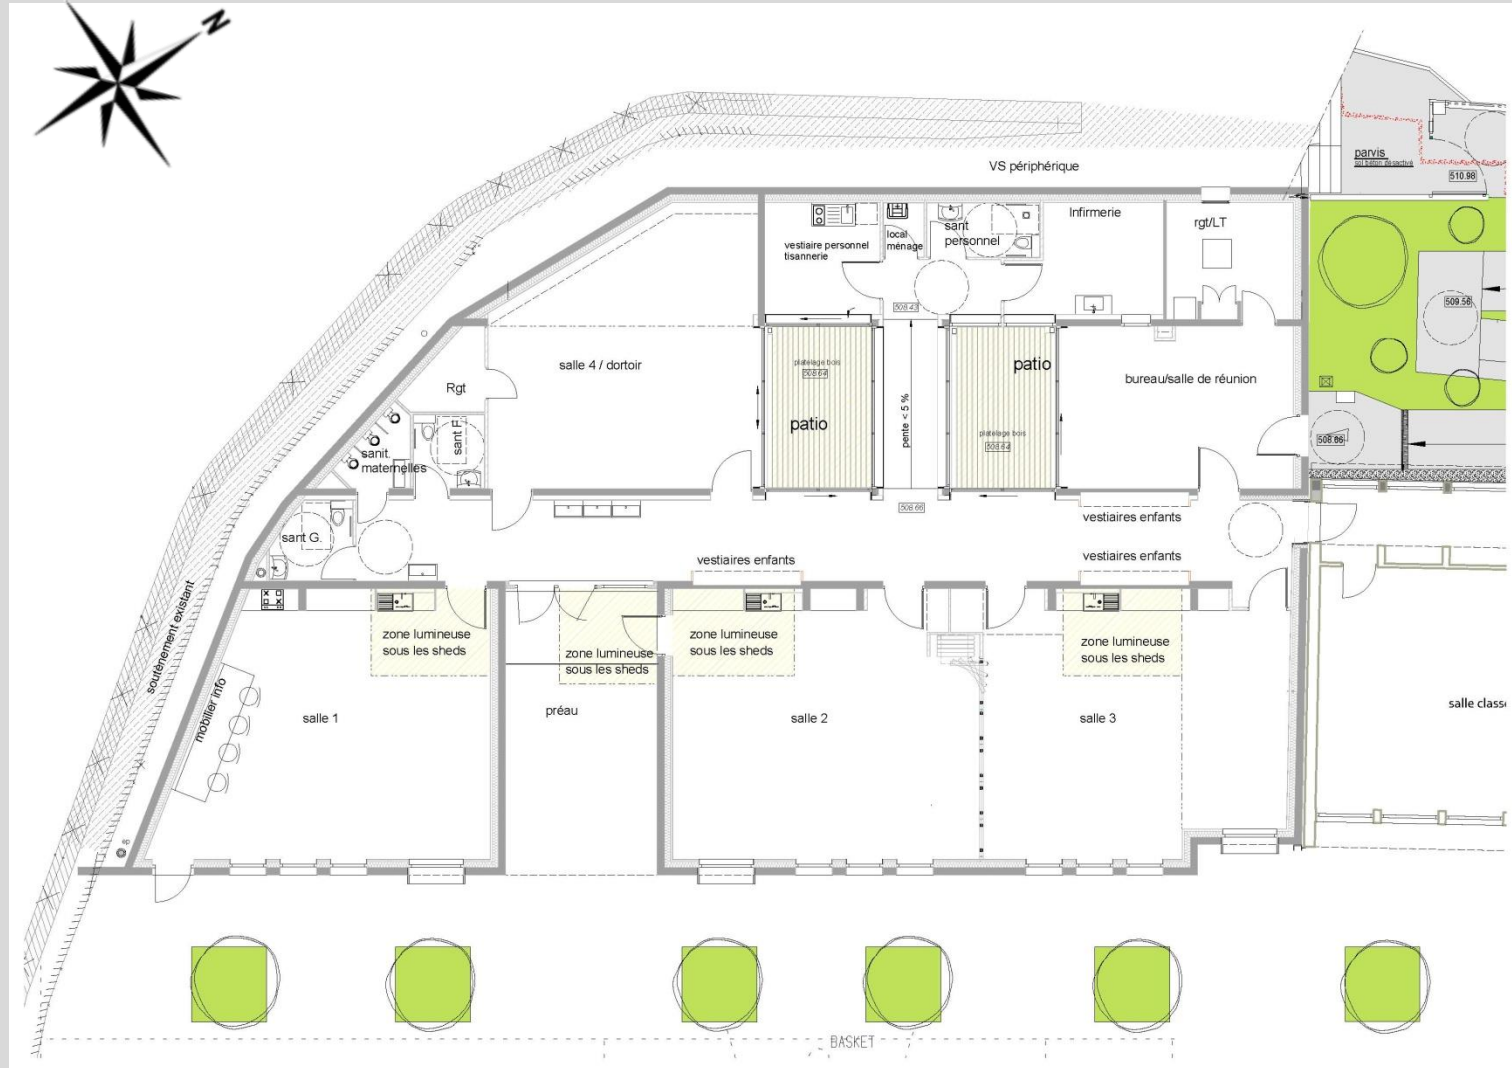 N
VS périphérique
parvis
sol béton désactivé
510.98
Infirmerie
rgt/LT
local
ménage
sant
personnel
vestiaire personnel
tisannerie
508.43
509.56
salle 4 / dortoir
platelage bois
508.64
patio
patio
platelage bois
508.64
pente < 5 %
bureau/salle de réunion
Rgt
sant F.
sanit.
maternelles
508.66
508.66
sant G.
vestiaires enfants
vestiaires enfants
vestiaires enfants
soutènement existant
zone lumineuse
sous les sheds
zone lumineuse
sous les sheds
zone lumineuse
sous les sheds
zone lumineuse
sous les sheds
mobilier info
salle 1
préau
salle 2
salle 3
salle classe
ep
BASKET